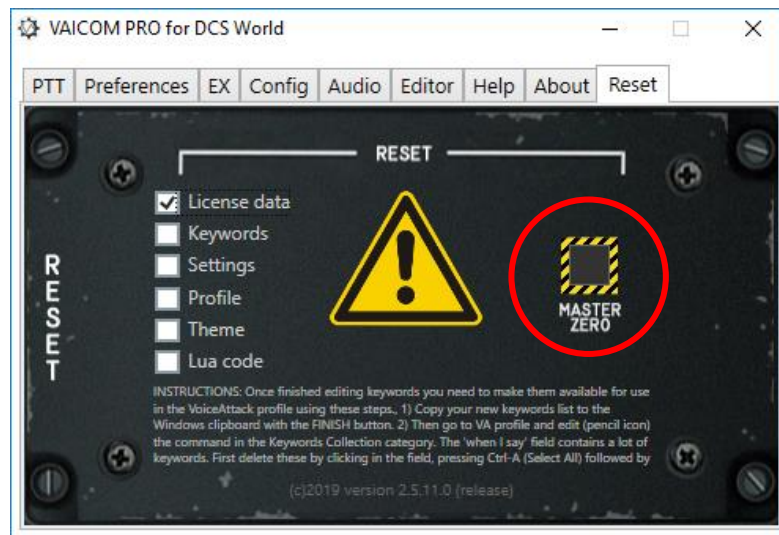 VAICOM PRO for DCS World
PTT Preferences EX Config Audio Editor Help About Reset
RESET
License data
Keywords
Settings
Profile
Theme
Lua code
RESET
MASTER
ZERO
INSTRUCTIONS: Once finished editing keywords you need to make them available for use
in the VoiceAttack profile using these steps., 1) Copy your new keywords list to the
Windows clipboard with the FINISH button. 2) Then go to VA profile and edit (pencil icon)
the command in the Keywords Collection category. The 'when I say' field contains a lot of
keywords. First delete these by clicking in the field, pressing Ctrl-A (Select All) followed by
(c)2019 version 2.5.11.0 (release)